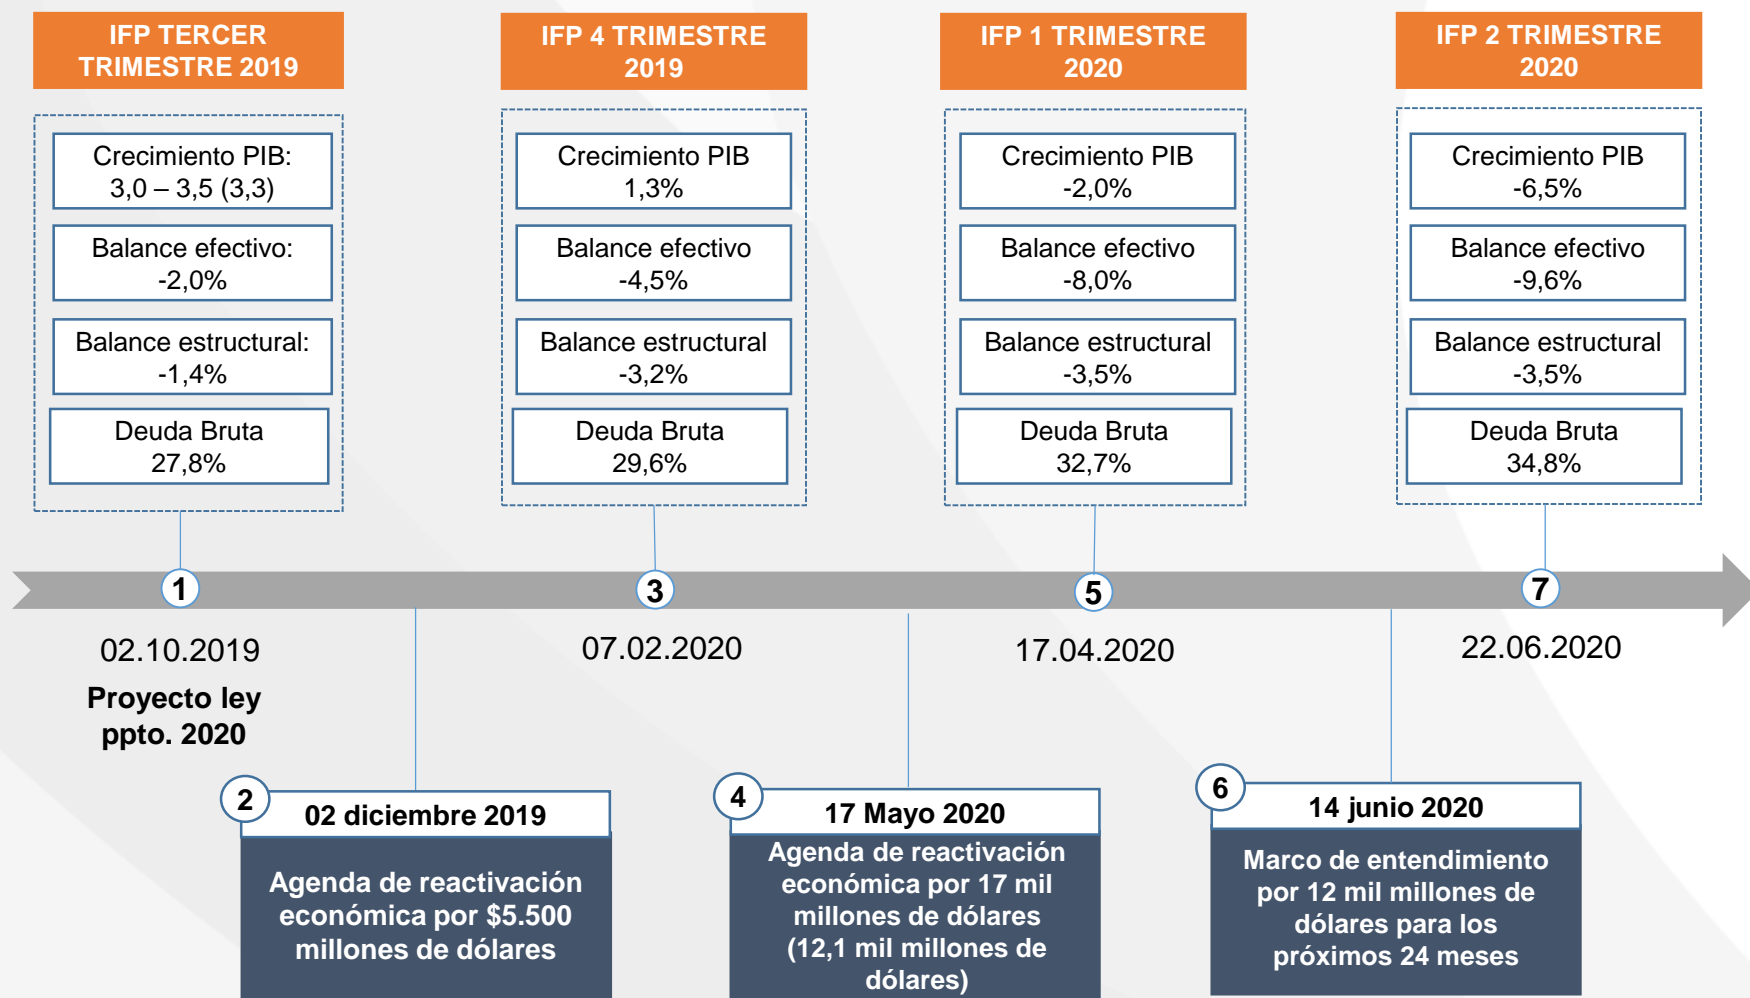 IFP TERCER
TRIMESTRE 2019
Crecimiento PIB:
3,0 – 3,5 (3,3)
Balance efectivo:
-2,0%
Balance estructural:
-1,4%
Deuda Bruta
27,8%
IFP 4 TRIMESTRE
2019
Crecimiento PIB
1,3%
Balance efectivo
-4,5%
Balance estructural
-3,2%
Deuda Bruta
29,6%
IFP 1 TRIMESTRE
2020
Crecimiento PIB
-2,0%
Balance efectivo
-8,0%
Balance estructural
-3,5%
Deuda Bruta
32,7%
IFP 2 TRIMESTRE
2020
Crecimiento PIB
-6,5%
Balance efectivo
-9,6%
Balance estructural
-3,5%
Deuda Bruta
34,8%
1
3
5
7
02.10.2019
Proyecto ley
ppto. 2020
07.02.2020
17.04.2020
22.06.2020
2
02 diciembre 2019
Agenda de reactivación
económica por $5.500
millones de dólares
4
17 Mayo 2020
Agenda de reactivación
económica por 17 mil
millones de dólares
(12,1 mil millones de
dólares)
6
14 junio 2020
Marco de entendimiento
por 12 mil millones de
dólares para los
próximos 24 meses